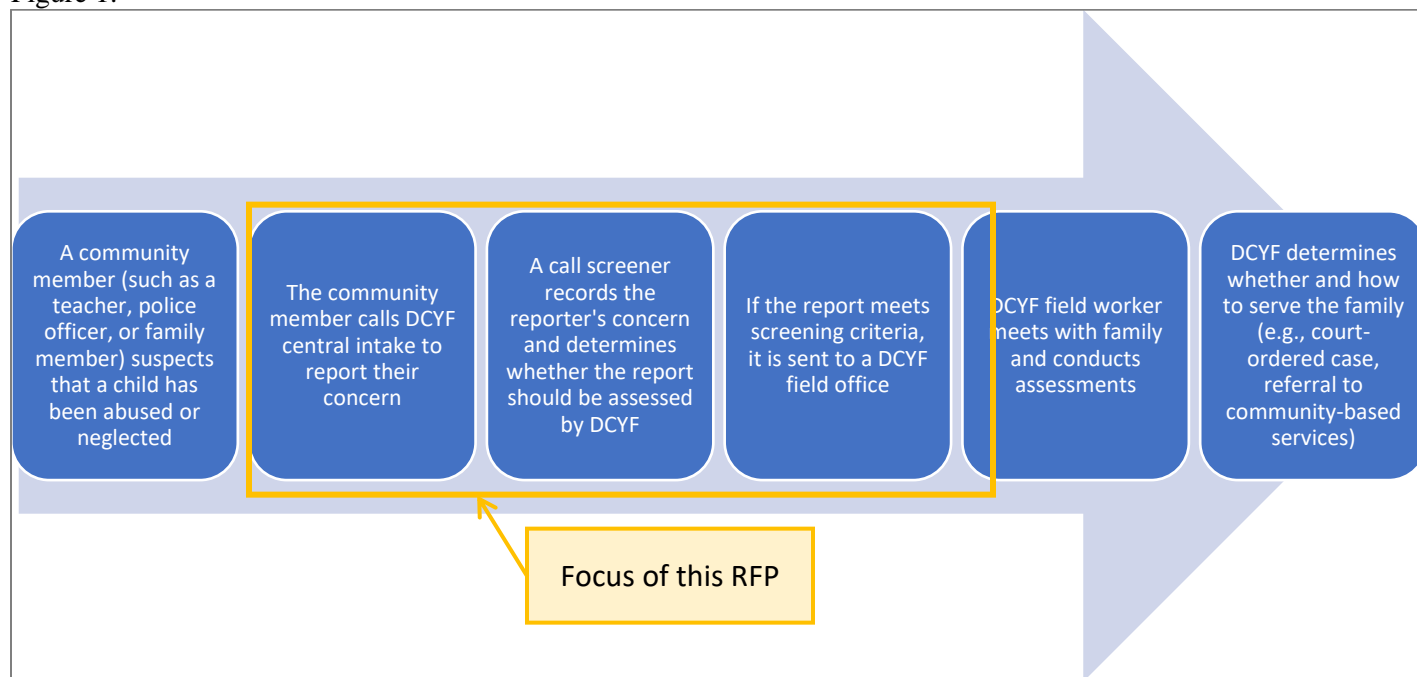 Figure 1.
A community
member (such as a
teacher, police
officer, or family
member) suspects
that a child has
been abused or
neglected
The community
member calls DCYF
central intake to
report their
concern
A call screener
records the
reporter's concern
and determines
whether the report
should be assessed
by DCYF
If the report meets
screening criteria,
it is sent to a DCYF
field office
DCYF field worker
meets with family
and conducts
assessments
DCYF determines
whether and how
to serve the family
(e.g., court-
ordered case,
referral to
community-based
services)
Focus of this RFP